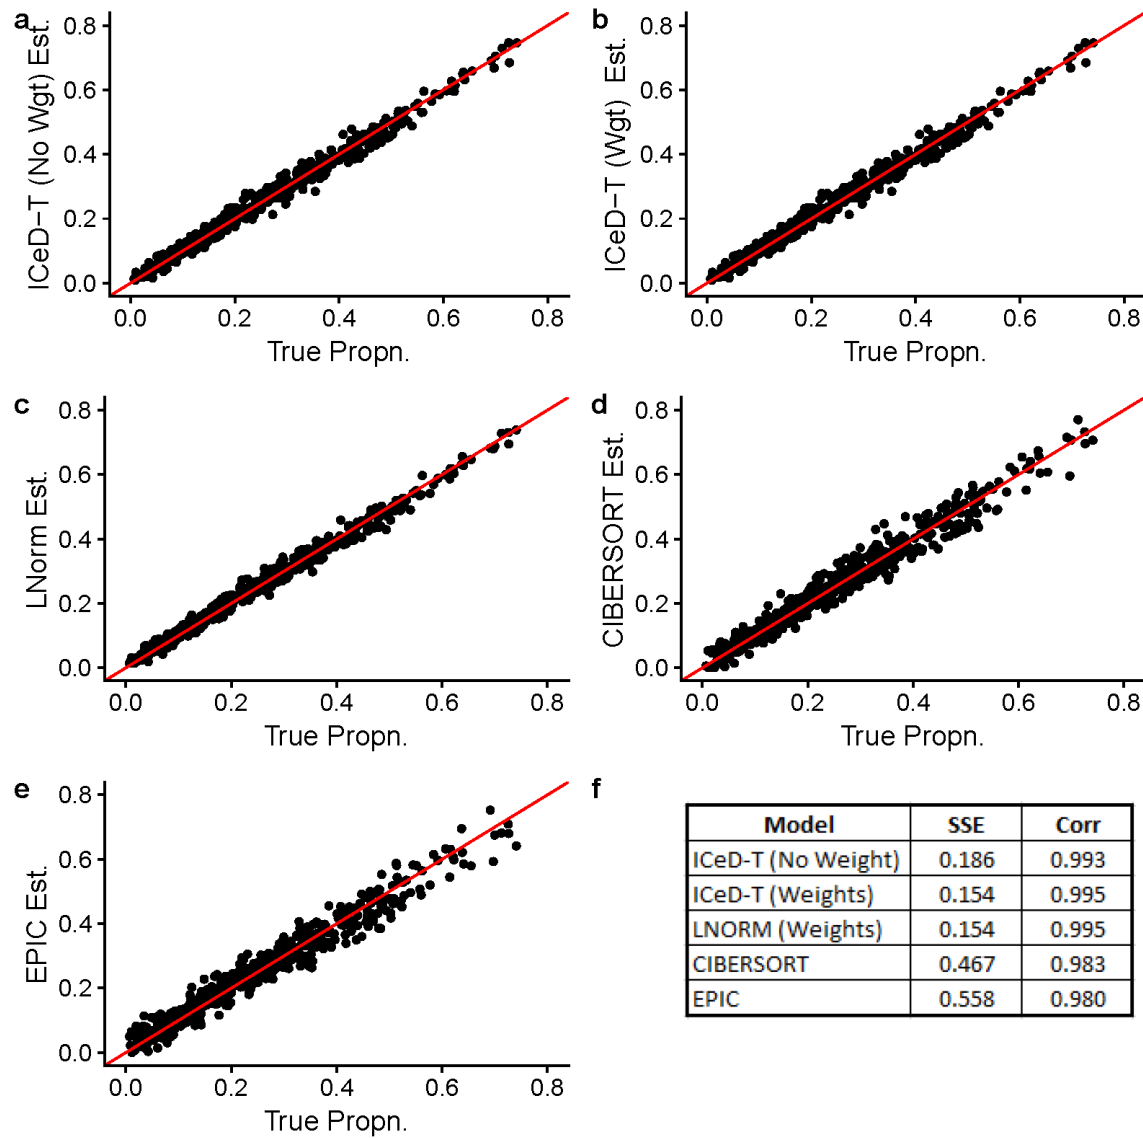 a
ICeD−T (No Wgt) Est.
0.8
0.6
0.4
0.2
0.0
0.0 0.2 0.4 0.6 0.8
True Propn.
b
ICeD−T (Wgt) Est.
0.8
0.6
0.4
0.2
0.0
0.0 0.2 0.4 0.6 0.8
True Propn.
c
LNorm Est.
0.8
0.6
0.4
0.2
0.0
0.0 0.2 0.4 0.6 0.8
True Propn.
d
CIBERSORT Est.
0.8
0.6
0.4
0.2
0.0
0.0 0.2 0.4 0.6 0.8
True Propn.
e
EPIC Est.
0.8
0.6
0.4
0.2
0.0
0.0 0.2 0.4 0.6 0.8
True Propn.
f
Model SSE Corr
ICeD-T (No Weight) 0.186 0.993
ICeD-T (Weights) 0.154 0.995
LNORM (Weights) 0.154 0.995
CIBERSORT 0.467 0.983
EPIC 0.558 0.980